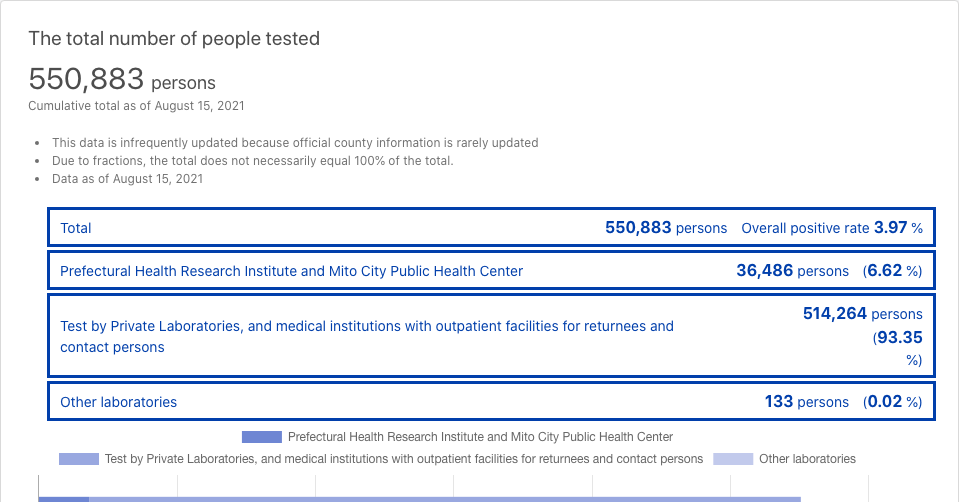 The total number of people tested
550,883 persons
Cumulative total as of August 15, 2021
• This data is infrequently updated because official county information is rarely updated
• Due to fractions, the total does not necessarily equal 100% of the total.
• Data as of August 15, 2021
Total 550,883 persons Overall positive rate 3.97 %
Prefectural Health Research Institute and Mito City Public Health Center 36,486 persons (6.62 %)
Test by Private Laboratories, and medical institutions with outpatient facilities for returnees and
contact persons
514,264 persons
(93.35
%)
Other laboratories 133 persons (0.02 %)
Prefectural Health Research Institute and Mito City Public Health Center
Test by Private Laboratories, and medical institutions with outpatient facilities for returnees and contact persons Other laboratories